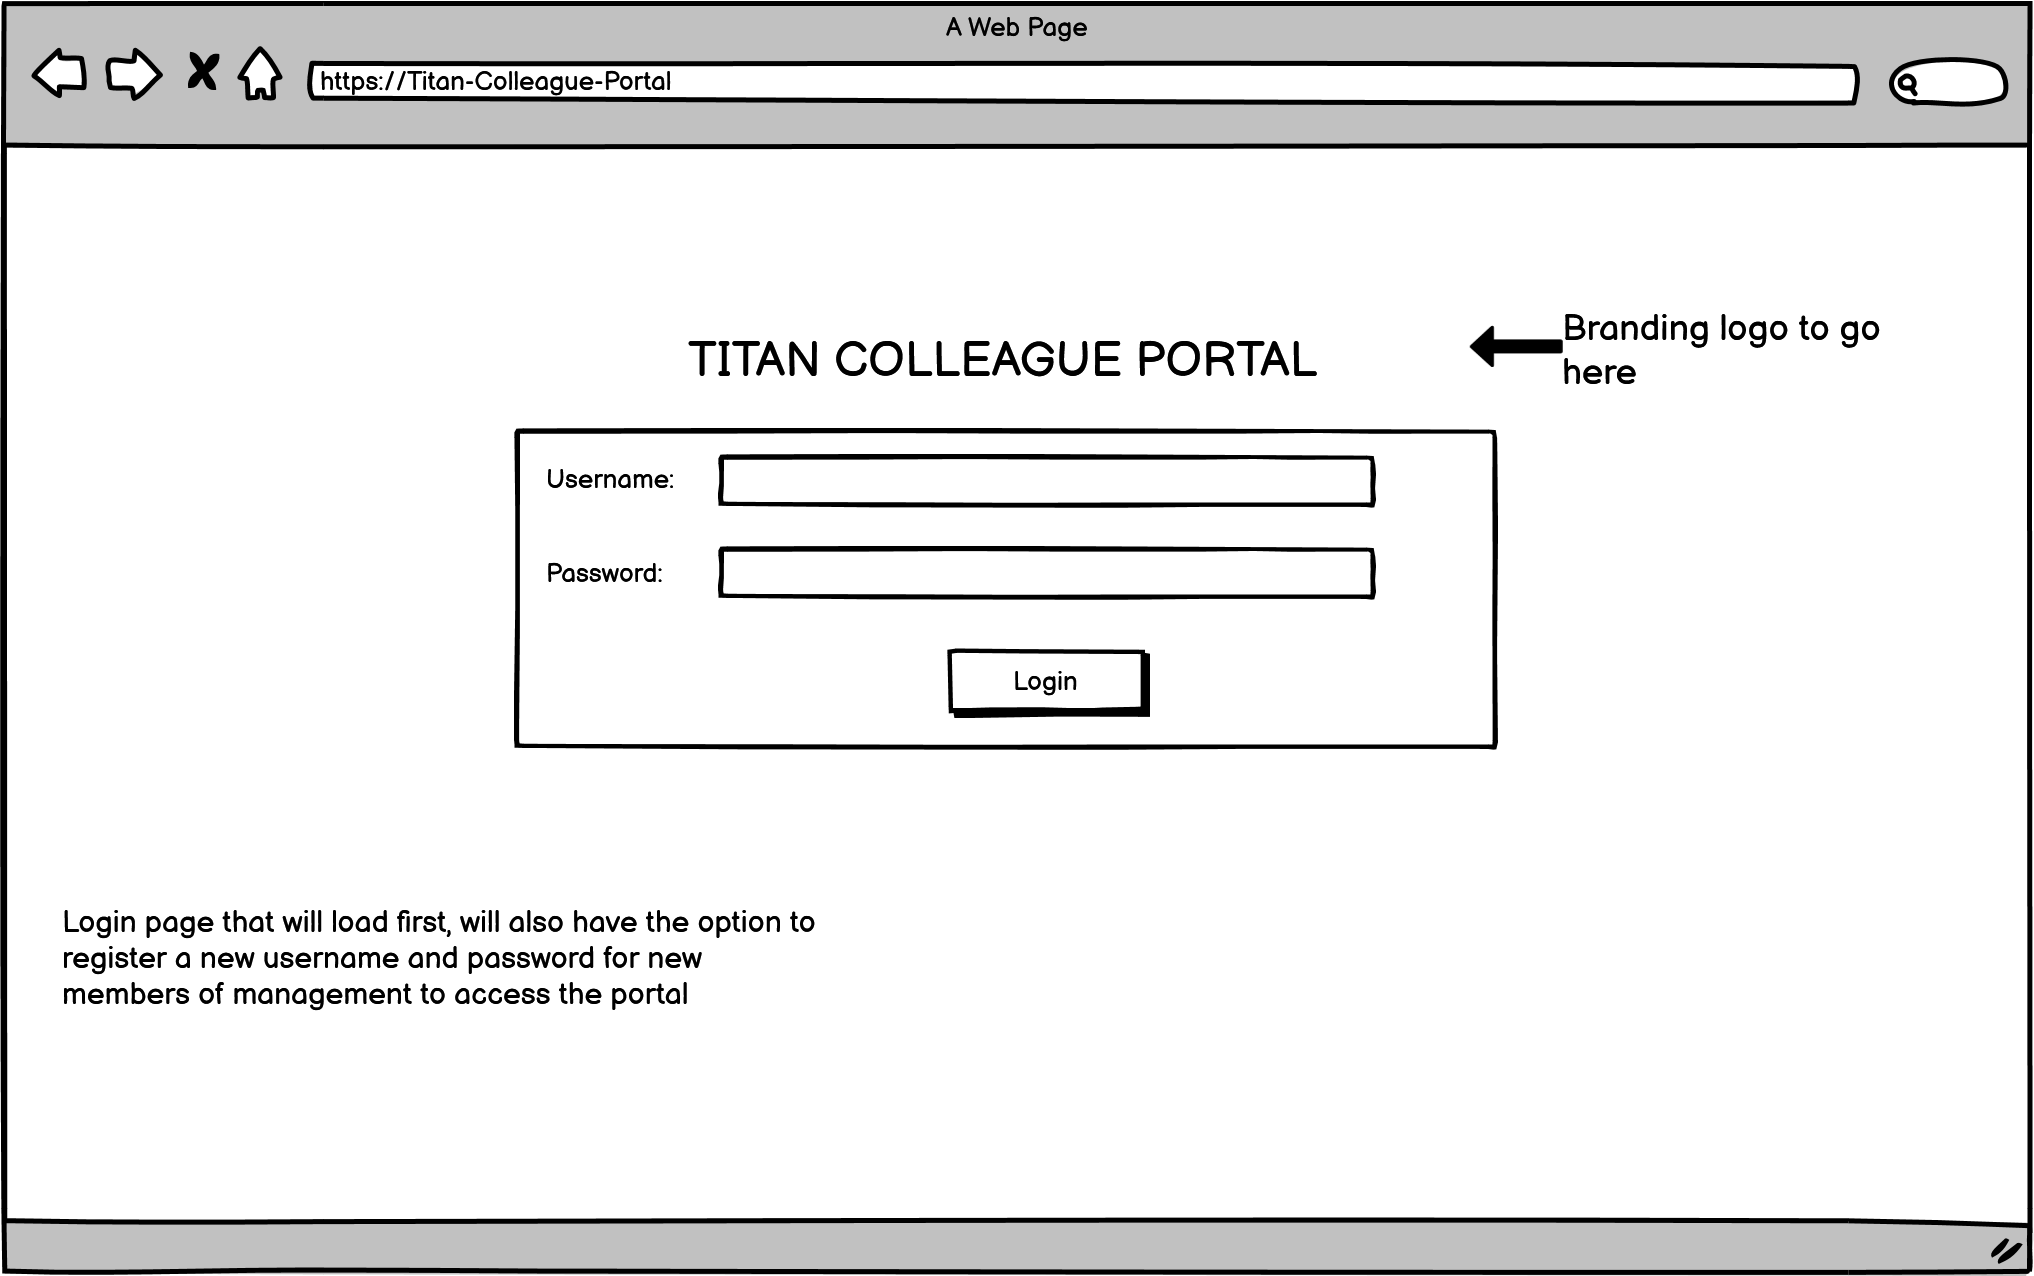 A Web Page
https://Titan-Colleague-Portal
Branding logo to go
here
TITAN COLLEAGUE PORTAL
Username:
Password:
Login
Login page that will load first, will also have the option to
register a new username and password for new
members of management to access the portal